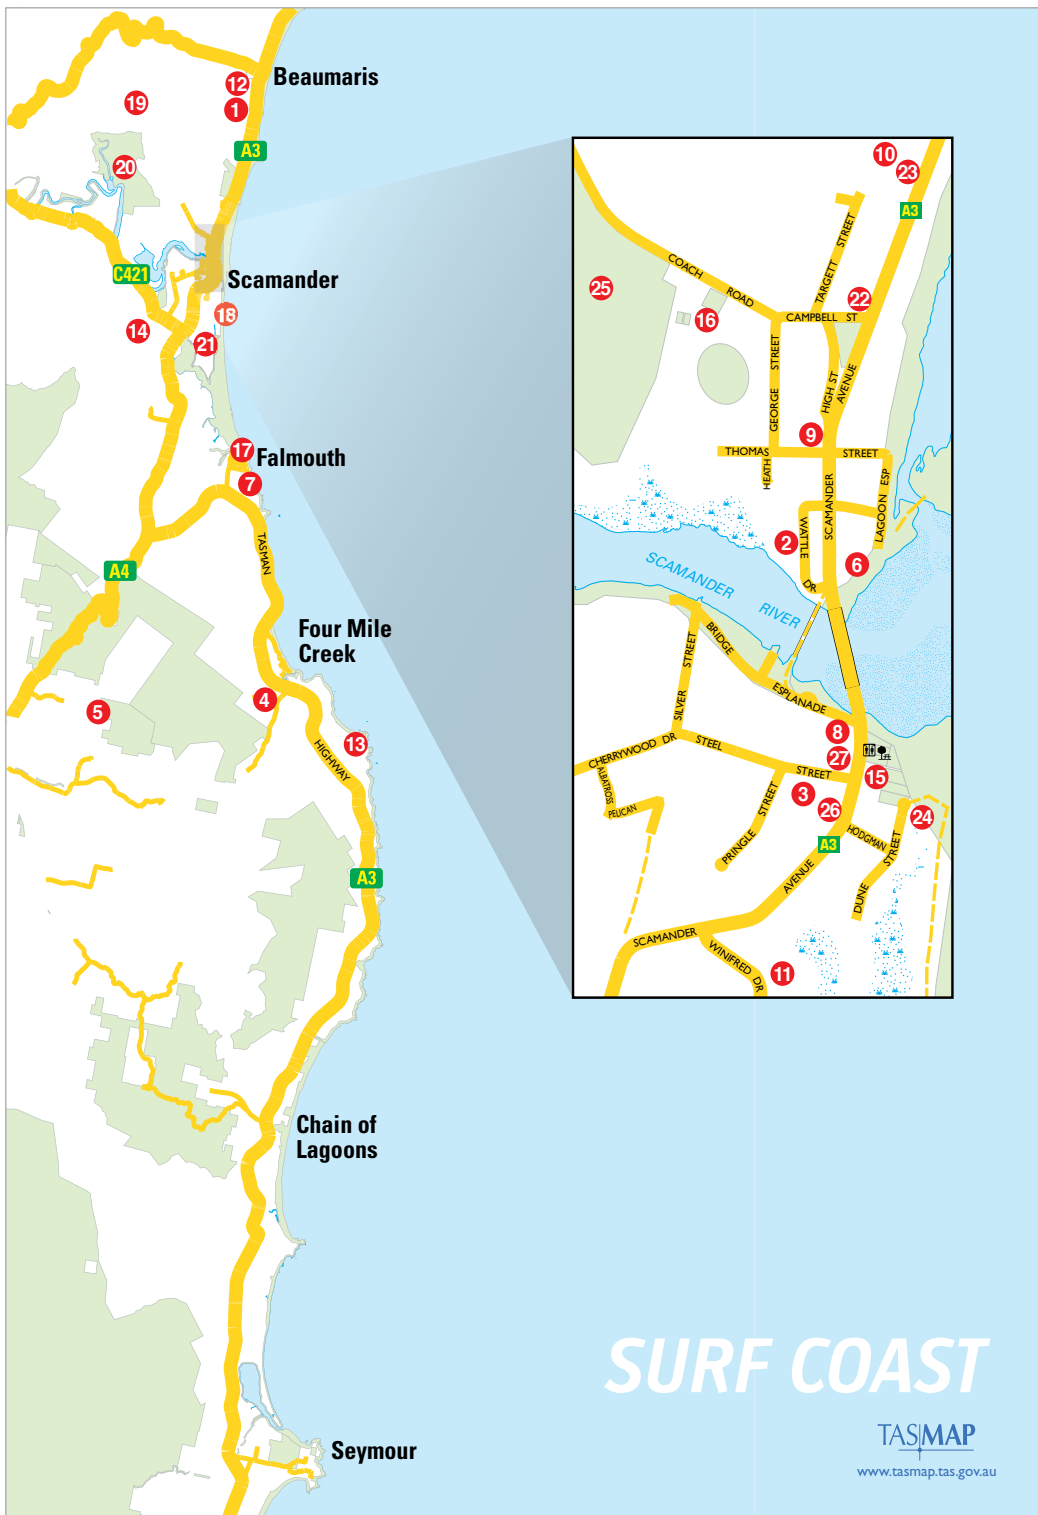 Beaumaris
12
1
19
A3
20
C421
Scamander
18
14
21
17
Falmouth
7
TASMAN
A4
Four Mile
Creek
4
5
13
HIGHWAY
A3
Chain of
Lagoons
Seymour
10
23
A3
TARGETT STREET
COACH ROAD
25
22
16
CAMPBELL ST
GEORGE STREET
HIGH ST
AVENUE
9
THOMAS STREET
HEATH
LAGOON ESP
SCAMANDER
WATTLE DR
2
6
SCAMANDER RIVER
BRIDGE ESPLANADE
SILVER STREET
8
27
CHERRYWOOD DR
STEEL STREET
15
ALBATROSS
PELICAN
PRINGLE STREET
3
26
24
A3
HODGMAN
DUNE STREET
SCAMANDER AVENUE
WINIFRED DR
11
SURF COAST
TASMAP
www.tasmap.tas.gov.au